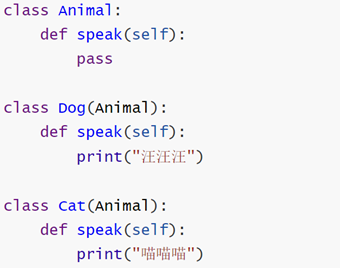 class Animal:
    def speak(self):
        pass

class Dog(Animal):
    def speak(self):
        print("汪汪汪")

class Cat(Animal):
    def speak(self):
        print("喵喵喵")